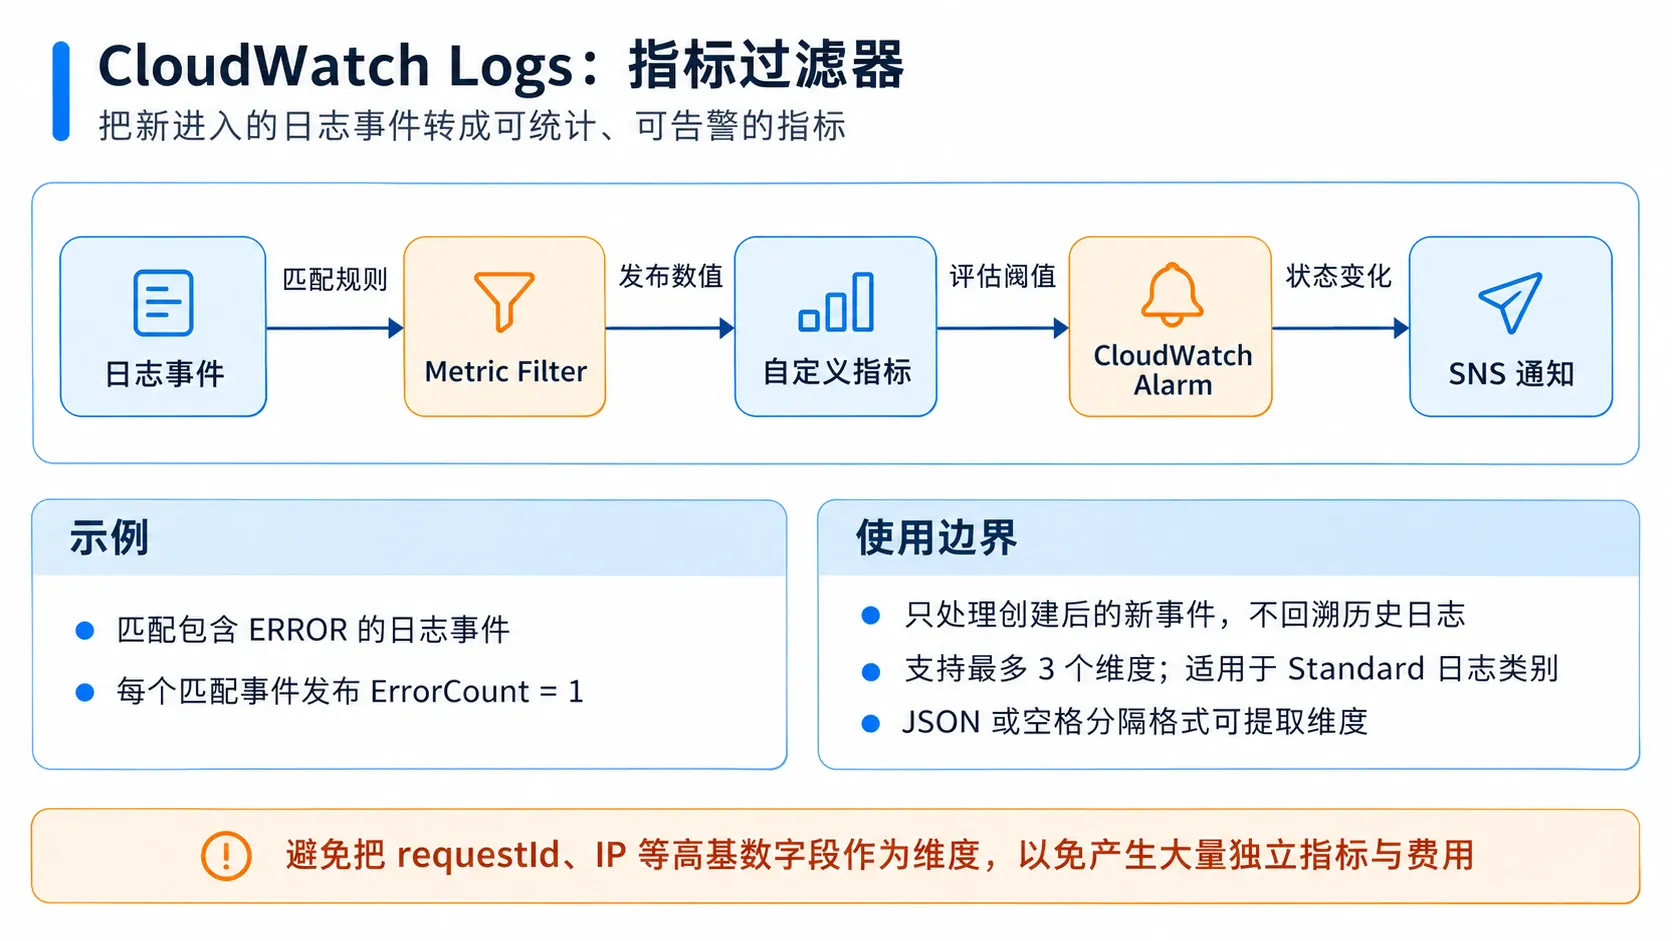 CloudWatch Logs：指标过滤器
把新进入的日志事件转成可统计、可告警的指标
日志事件
匹配规则
Metric Filter
发布数值
自定义指标
评估阀值
CloudWatch
Alarm
状态变化
SNS 通知
示例
匹配包含 ERROR 的日志事件
每个匹配事件发布 ErrorCount = 1
使用边界
只处理创建后的新事件，不回溯历史日志
支持最多 3 个维度；适用于 Standard 日志类别
JSON 或空格分隔格式可提取维度
避免把 requestId、IP 等高基数字段作为维度，以免产生大量独立指标与费用